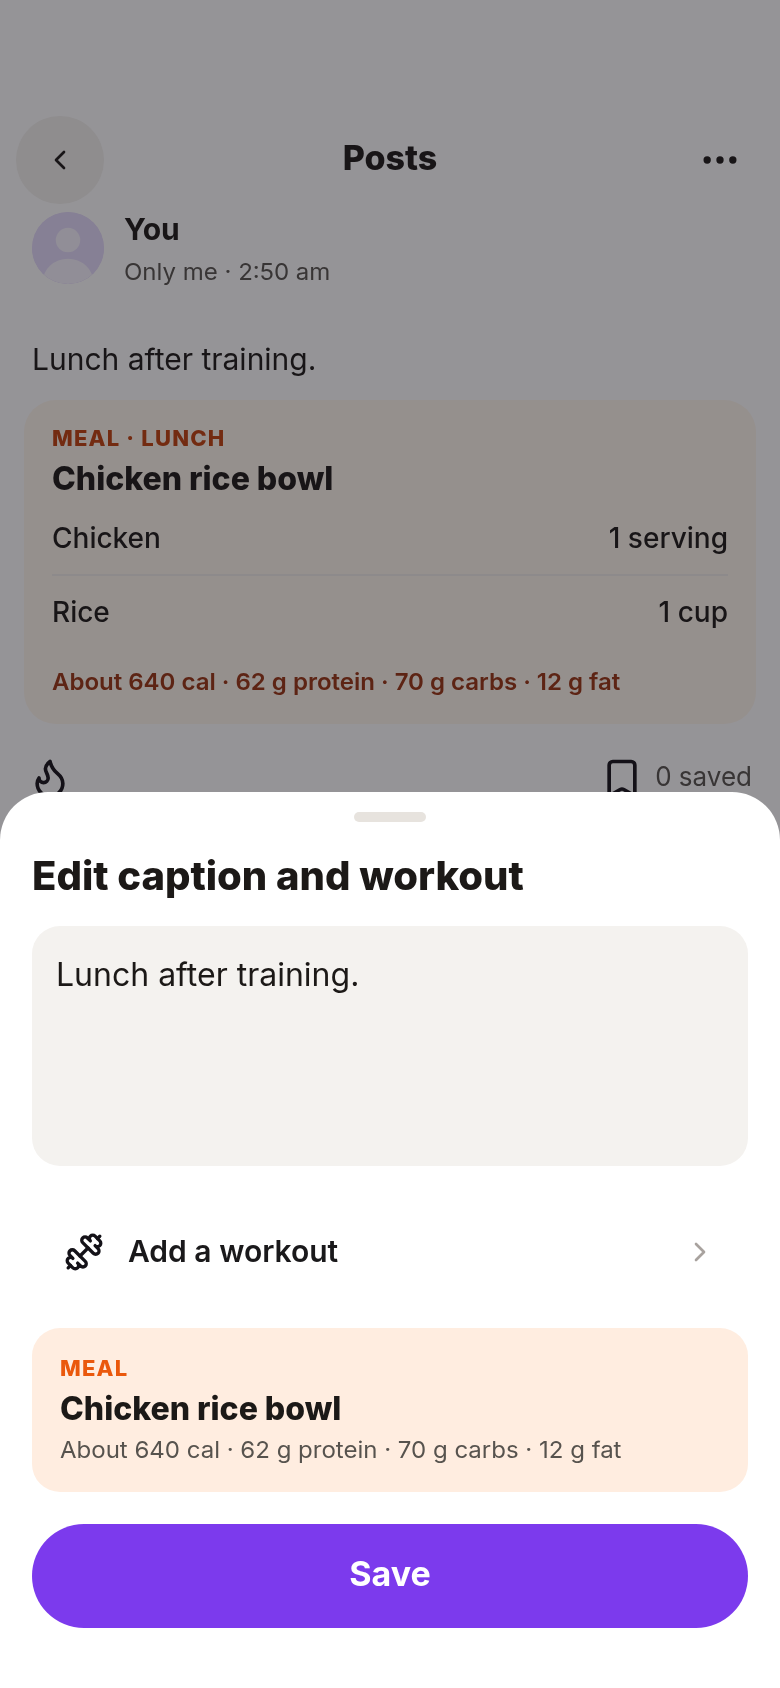 Posts
You
Only me · 2:50 am
Lunch after training.
MEAL · LUNCH
Chicken rice bowl
Chicken 1 serving
Rice 1 cup
About 640 cal · 62 g protein · 70 g carbs · 12 g fat
0 saved
Edit caption and workout
Lunch after training.
Add a workout
MEAL
Chicken rice bowl
About 640 cal · 62 g protein · 70 g carbs · 12 g fat
Save